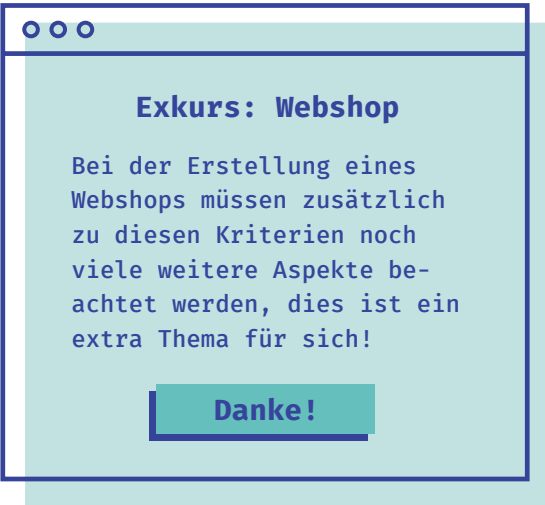 Exkurs: Webshop
Bei der Erstellung eines
Webshops müssen zusätzlich
zu diesen Kriterien noch
viele weitere Aspekte be-
achtet werden, dies ist ein
extra Thema für sich!
Danke!